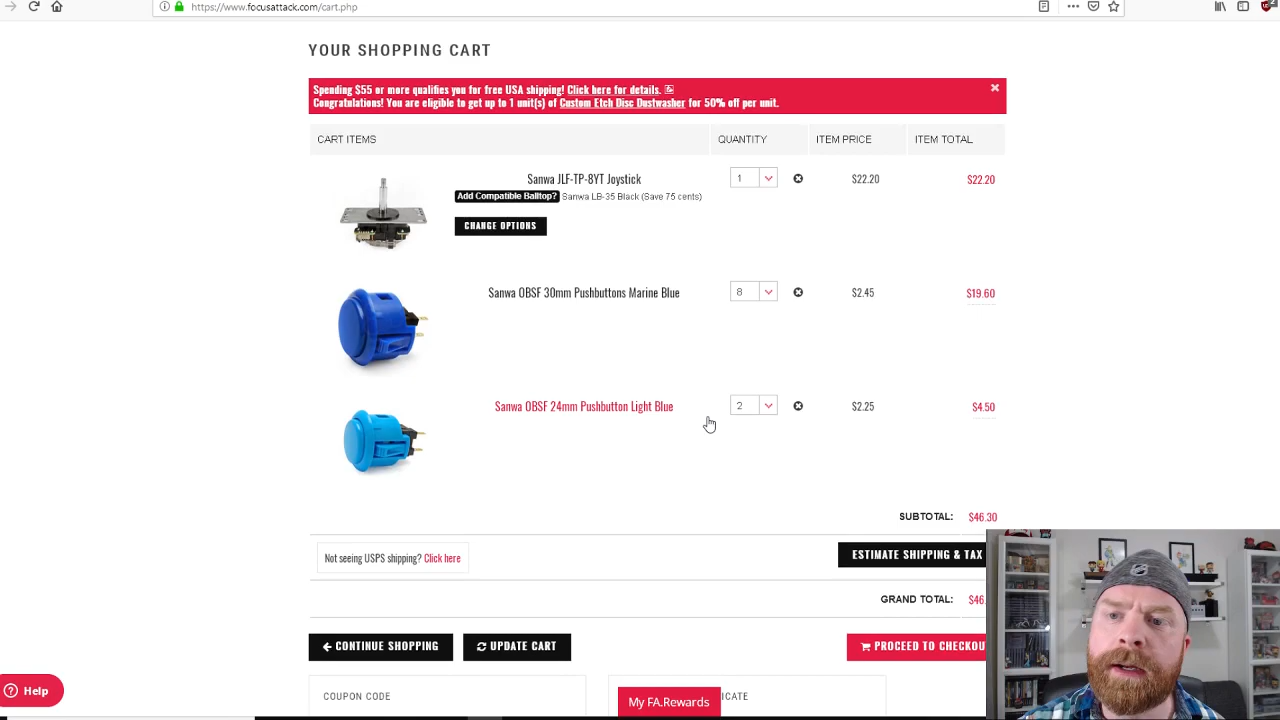 https://www.focusattack.com/cart.php
YOUR SHOPPING CART
Spending $55 or more qualifies you for free USA shipping! Click here for details.
Congratulations! You are eligible to get up to 1 unit(s) of Custom Etch Disc Dustwasher for 50% off per unit.
CART ITEMS QUANTITY ITEM PRICE ITEM TOTAL
Sanwa JLF-TP-8YT Joystick 1 $22.20 $22.20
Add Compatible Balltop? Sanwa LB-35 Black (Save 75 cents)
CHANGE OPTIONS
Sanwa OBSF 30mm Pushbuttons Marine Blue 8 $2.45 $19.60
Sanwa OBSF 24mm Pushbutton Light Blue 2 $2.25 $4.50
SUBTOTAL: $46.30
Not seeing USPS shipping? Click here ESTIMATE SHIPPING & TAX
GRAND TOTAL: $46.
CONTINUE SHOPPING UPDATE CART PROCEED TO CHECKOU
Help
COUPON CODE
My FA.Rewards